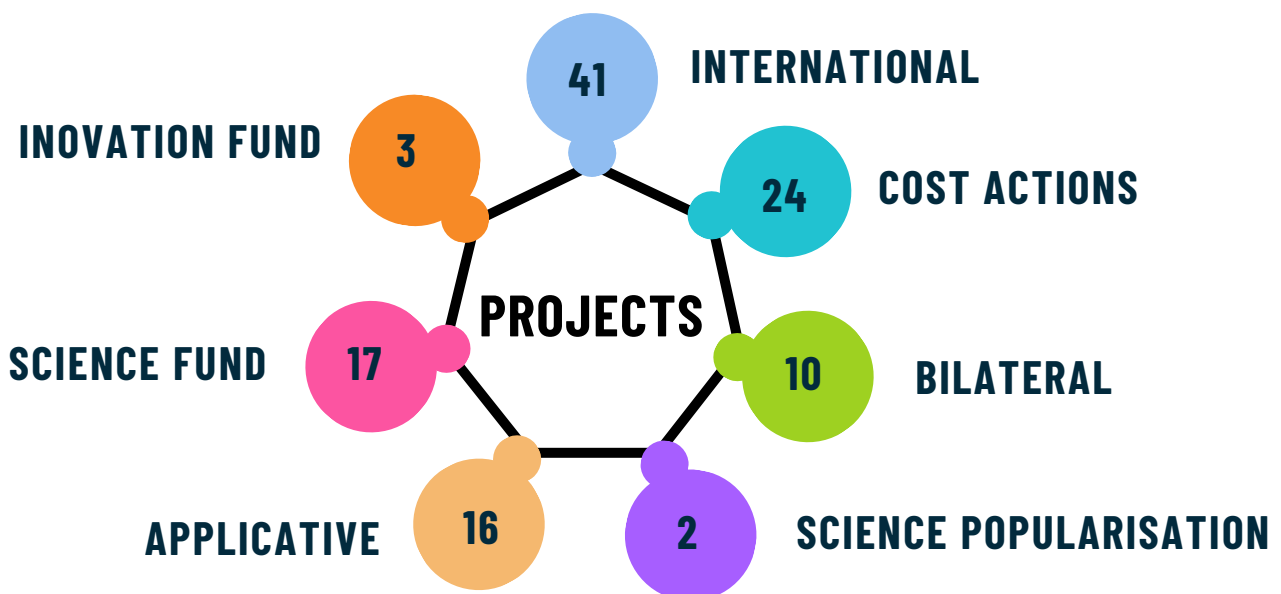 41
INTERNATIONAL
3
INOVATION FUND
24
COST ACTIONS
PROJECTS
17
SCIENCE FUND
10
BILATERAL
16
APPLICATIVE
2
SCIENCE POPULARISATION